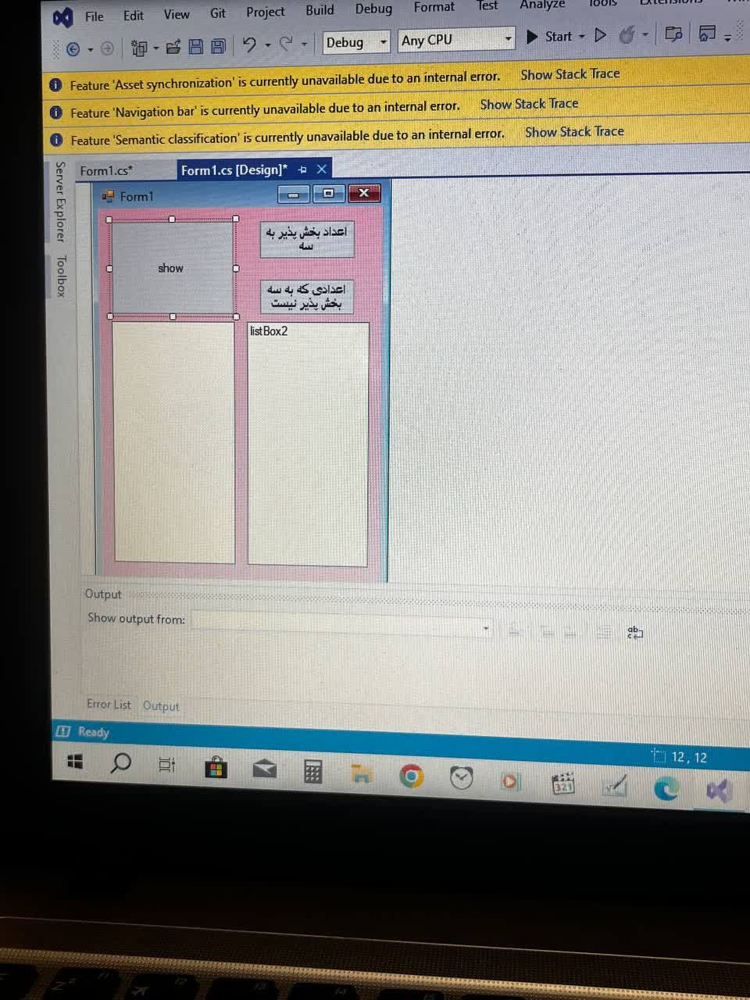 File Edit View Git Project Build Debug Format Test Analyze Tools Extensions
Debug Any CPU Start
Feature 'Asset synchronization' is currently unavailable due to an internal error. Show Stack Trace
Feature 'Navigation bar' is currently unavailable due to an internal error. Show Stack Trace
Feature 'Semantic classification' is currently unavailable due to an internal error. Show Stack Trace
Server Explorer
Toolbox
Form1.cs* Form1.cs [Design]*
Form1
show
اعداد بخش پذیر به
سه
اعدادی که به سه
بخش پذیر نیست
listBox2
Output
Show output from:
Error List Output
Ready
12 , 12
321